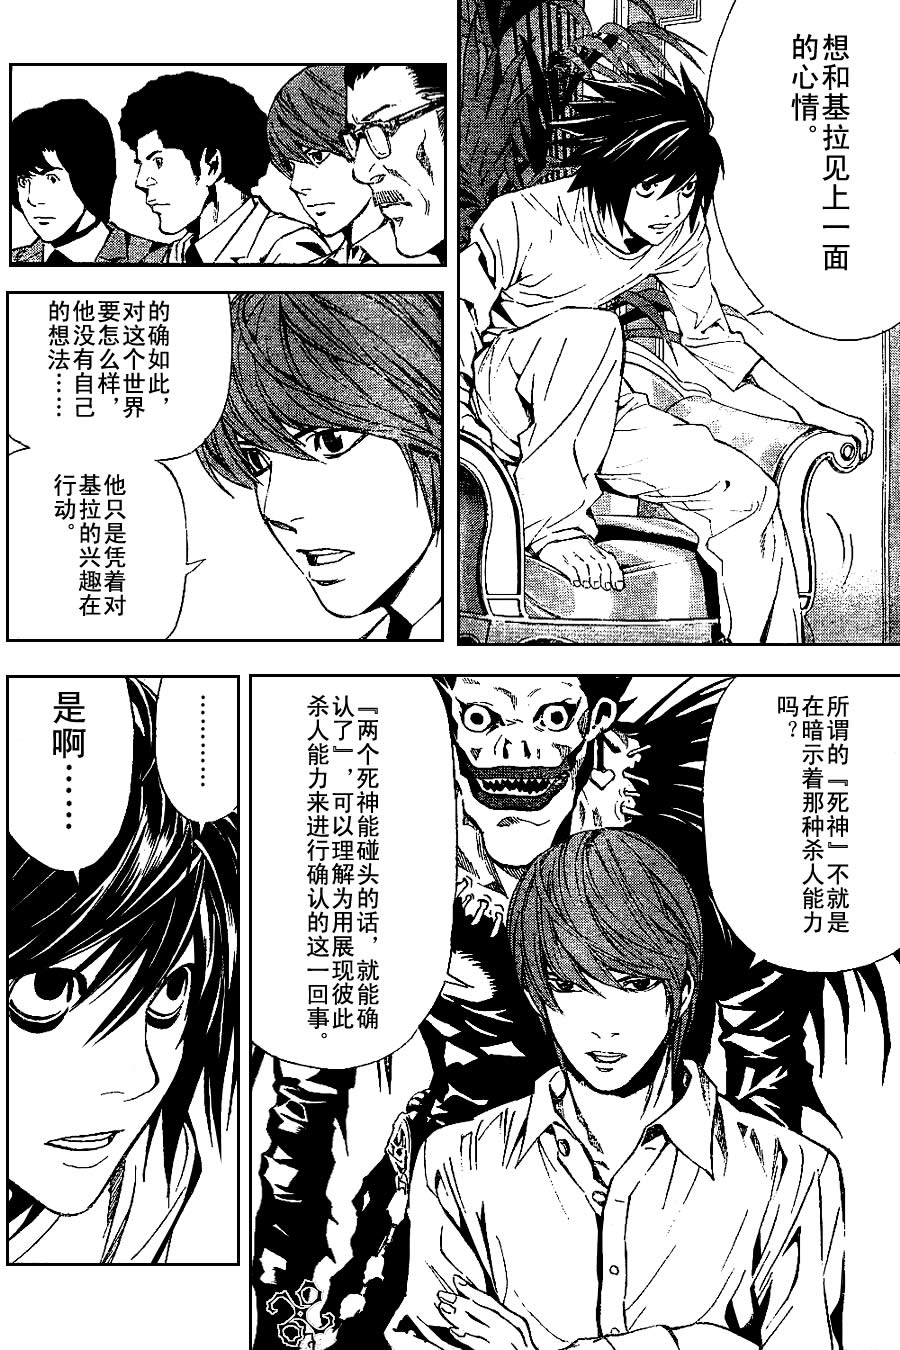 想和基拉见上一面
的心情。
的确如此，
对这个世界
要怎么样，
他没有自己
的想法……
他只是凭着对
基拉的兴趣在
行动。
所谓的『死神』不就是
在暗示着那种杀人能力
吗？
『两个死神能碰头的话，就能确
认了』，可以理解为用展现彼此
杀人能力来进行确认的这一回事。
…………
是啊……